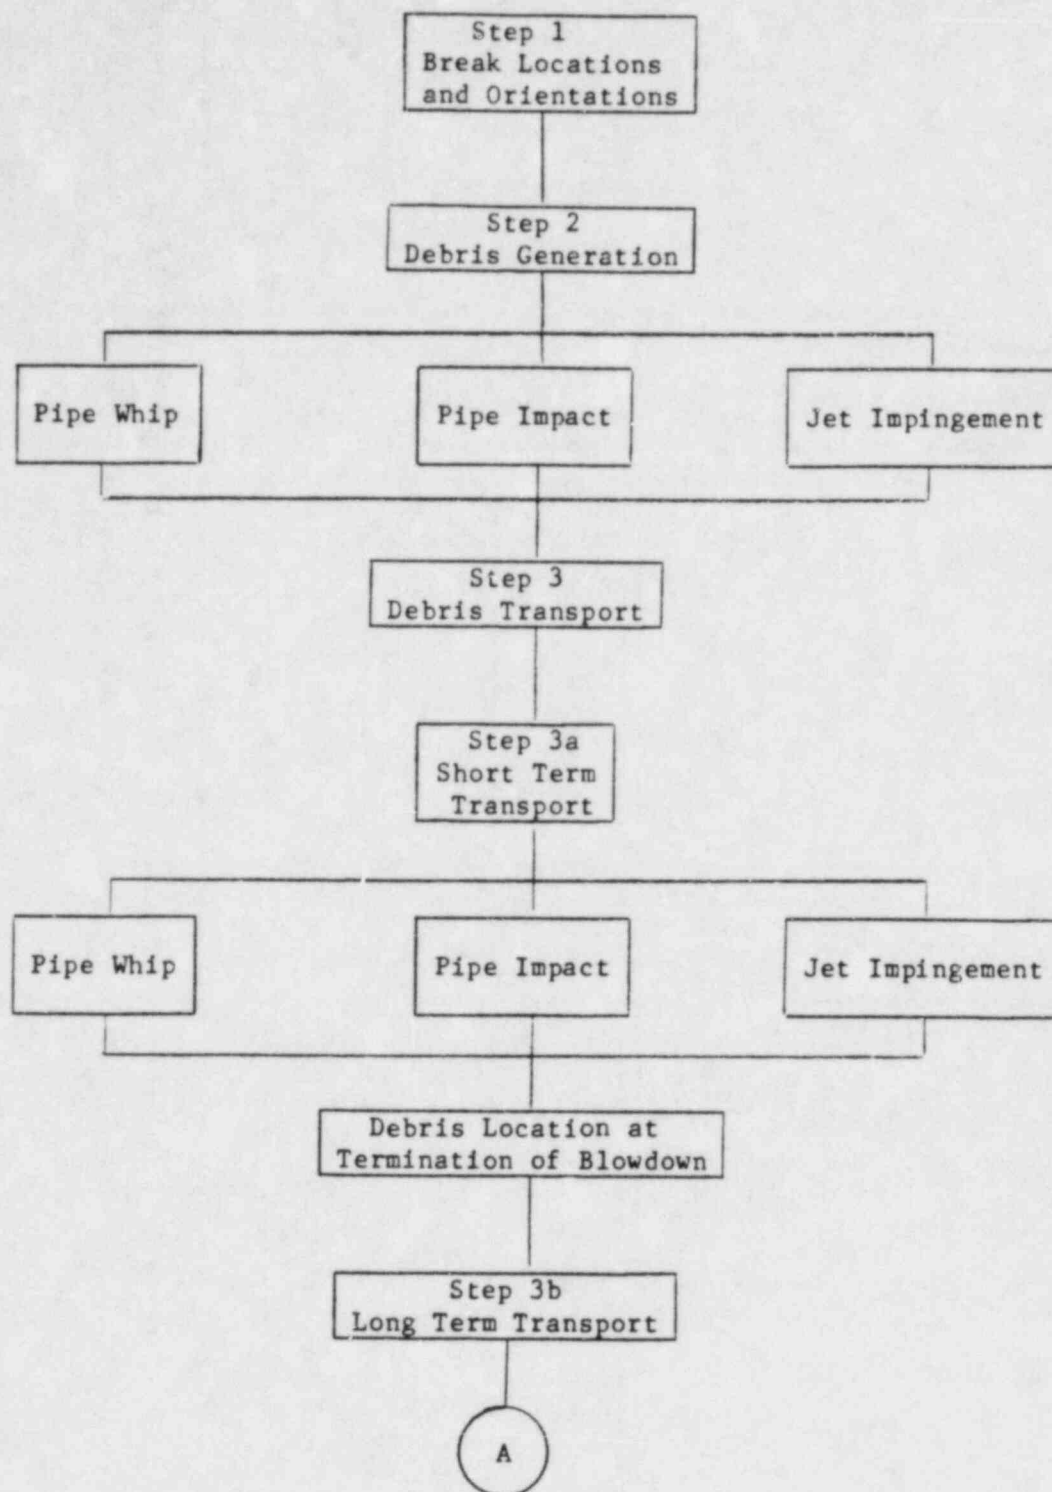 Step 1
Break Locations
and Orientations
Step 2
Debris Generation
Pipe Whip
Pipe Impact
Jet Impingement
Step 3
Debris Transport
Step 3a
Short Term
Transport
Pipe Whip
Pipe Impact
Jet Impingement
Debris Location at
Termination of Blowdown
Step 3b
Long Term Transport
A